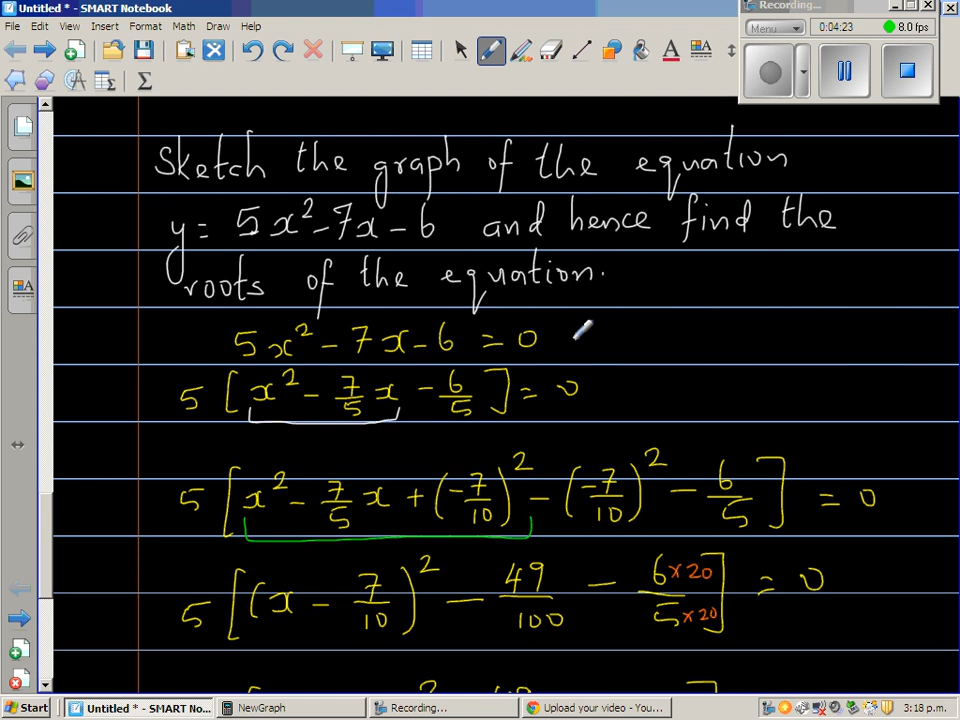 Untitled * - SMART Notebook
Recording...
File Edit View Insert Format Math Draw Help
Menu
0:04:23
8.0 fps
Sketch the graph of the equation
y = 5x² - 7x - 6 and hence find the
roots of the equation.
5x² - 7x - 6 = 0
5 [x² - 7/5 x - 6/5] = 0
5 [x² - 7/5 x + (-7/10)² - (-7/10)² - 6/5] = 0
5 [(x - 7/10)² - 49/100 - 6×20/5×20] = 0
Start
Untitled * - SMART No...
NewGraph
Recording...
Upload your video - You...
3:18 p.m.